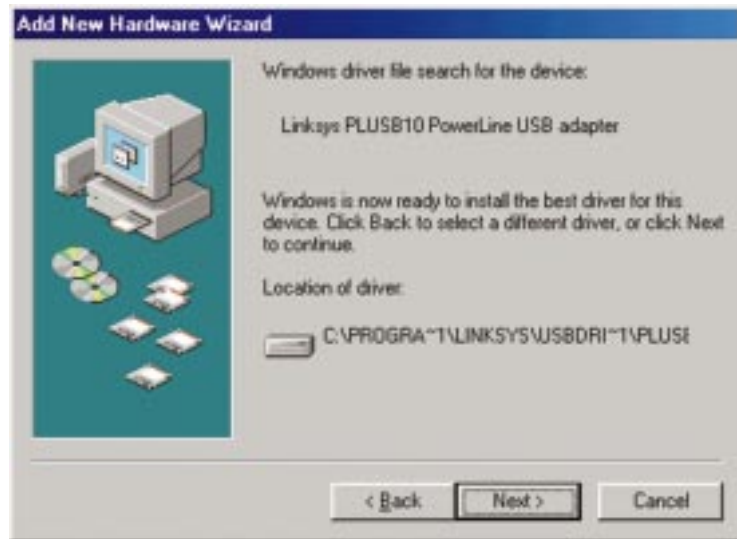 Add New Hardware Wizard
Windows driver file search for the device:
Linksys PLUSB10 PowerLine USB adapter
Windows is now ready to install the best driver for this
device. Click Back to select a different driver, or click Next
to continue.
Location of driver:
C:\PROGRA~1\LINKSYS\USBDRI~1\PLUSB
< Back
Next >
Cancel